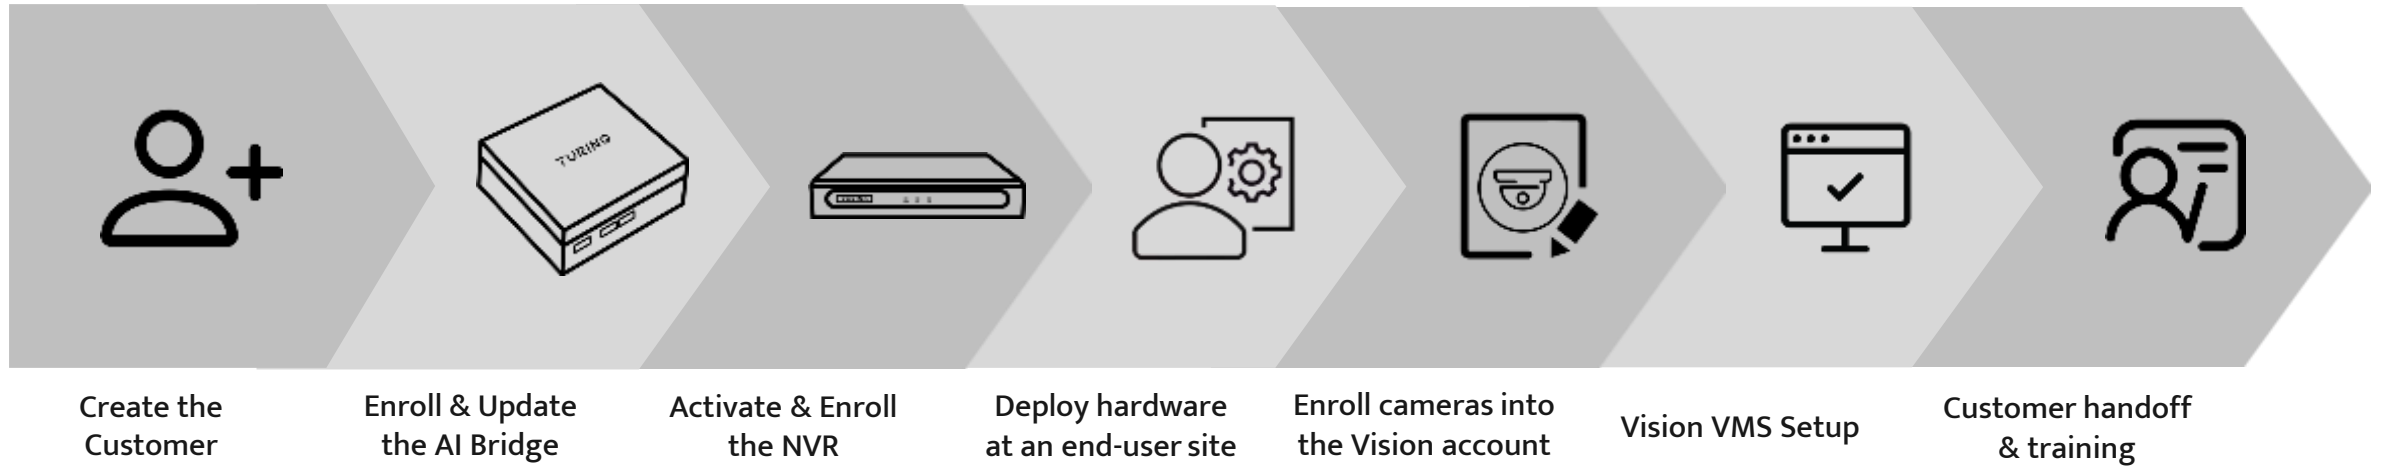 TURING
Create the
Customer
Enroll & Update
the AI Bridge
Activate & Enroll
the NVR
Deploy hardware
at an end-user site
Enroll cameras into
the Vision account
Vision VMS Setup
Customer handoff
& training